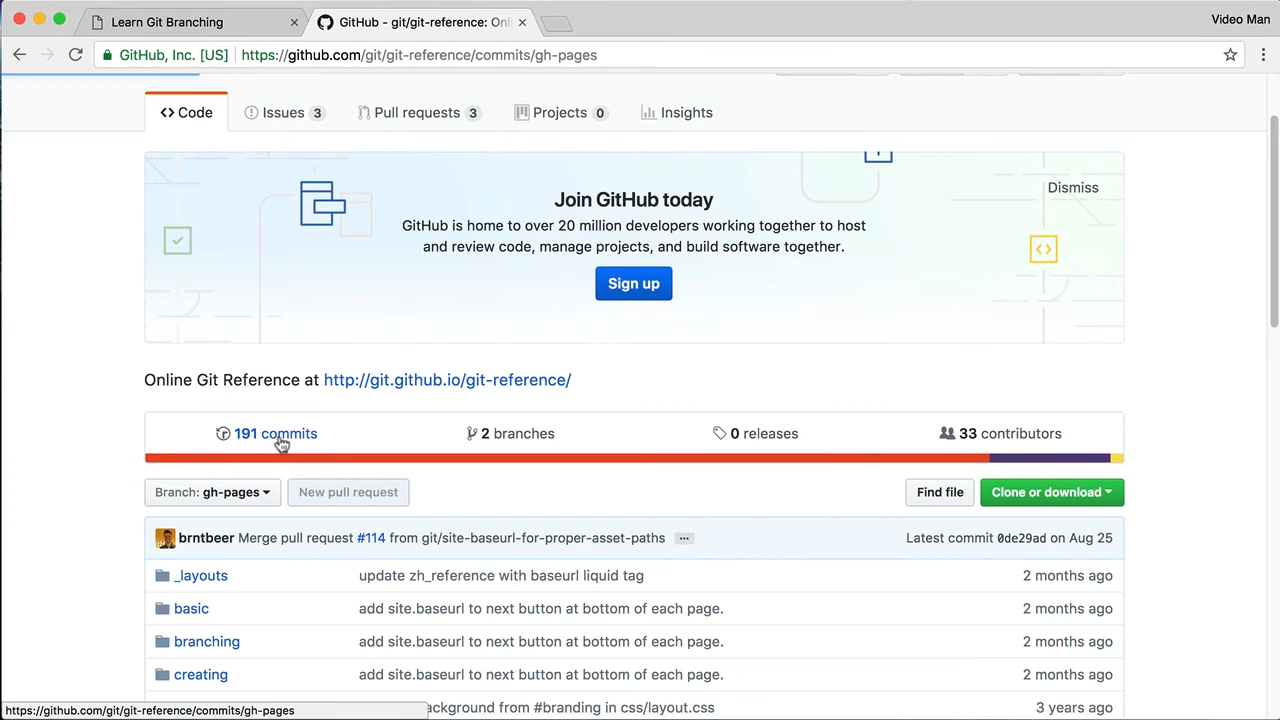 Learn Git Branching × GitHub - git/git-reference: Onl × Video Man
GitHub, Inc. [US] https://github.com/git/git-reference/commits/gh-pages
<> Code Issues 3 Pull requests 3 Projects 0 Insights
Dismiss
Join GitHub today
GitHub is home to over 20 million developers working together to host
and review code, manage projects, and build software together.
Sign up
Online Git Reference at http://git.github.io/git-reference/
191 commits 2 branches 0 releases 33 contributors
Branch: gh-pages New pull request Find file Clone or download
brntbeer Merge pull request #114 from git/site-baseurl-for-proper-asset-paths ... Latest commit 0de29ad on Aug 25
_layouts update zh_reference with baseurl liquid tag 2 months ago
basic add site.baseurl to next button at bottom of each page. 2 months ago
branching add site.baseurl to next button at bottom of each page. 2 months ago
creating add site.baseurl to next button at bottom of each page. 2 months ago
ackground from #branding in css/layout.css 3 years ago
https://github.com/git/git-reference/commits/gh-pages